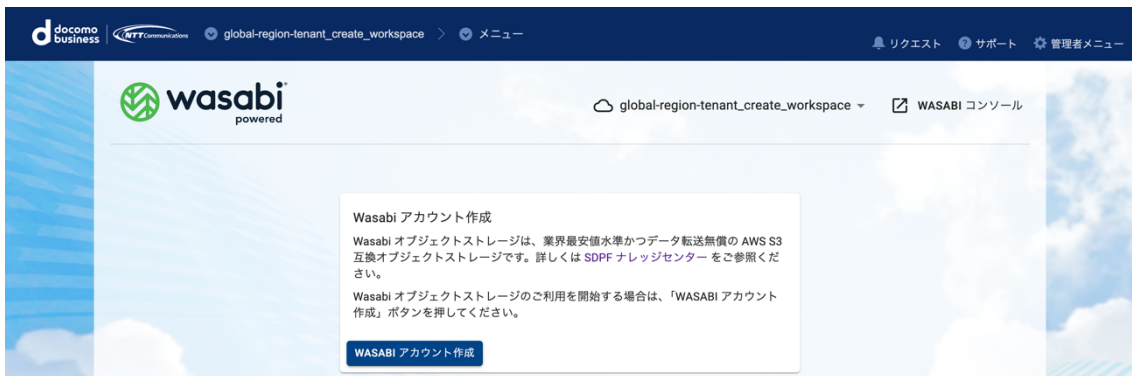 docomo business NTT Communications global-region-tenant_create_workspace メニュー
リクエスト サポート 管理者メニュー
wasabi
powered
global-region-tenant_create_workspace WASABI コンソール
Wasabi アカウント作成
Wasabi オブジェクトストレージは、業界最安値水準かつデータ転送無償の AWS S3
互換オブジェクトストレージです。詳しくは SDPF ナレッジセンター をご参照くだ
さい。
Wasabi オブジェクトストレージのご利用を開始する場合は、「WASABI アカウント
作成」ボタンを押してください。
WASABI アカウント作成